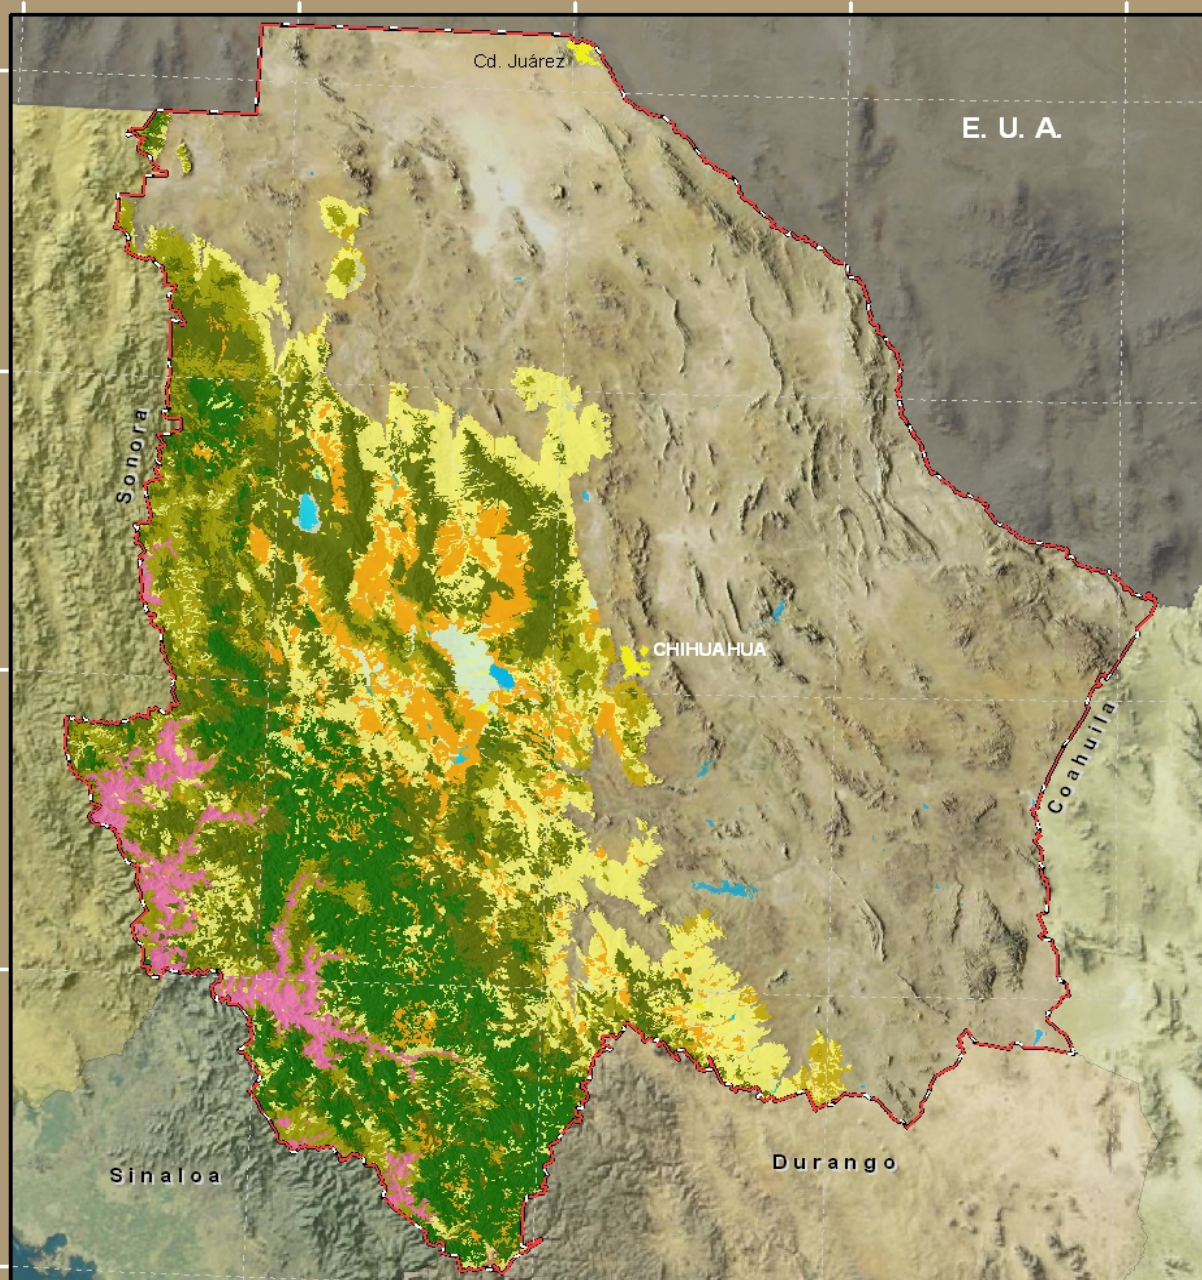 Cd. Juárez
E. U. A.
Sonora
CHIHUAHUA
Coahuila
Durango
Sinaloa